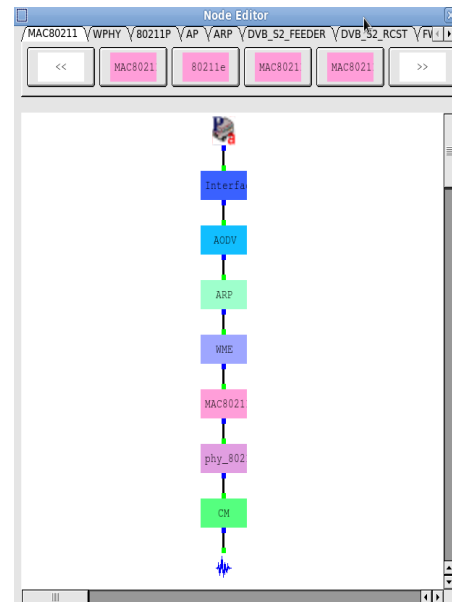 Node Editor
MAC80211 WPHY 80211P AP ARP DVB_S2_FEEDER DVB_S2_RCST FW
<< MAC8021 80211e MAC8021 MAC8021 >>
Interfa
AODV
ARP
WME
MAC8021
phy_802
CM